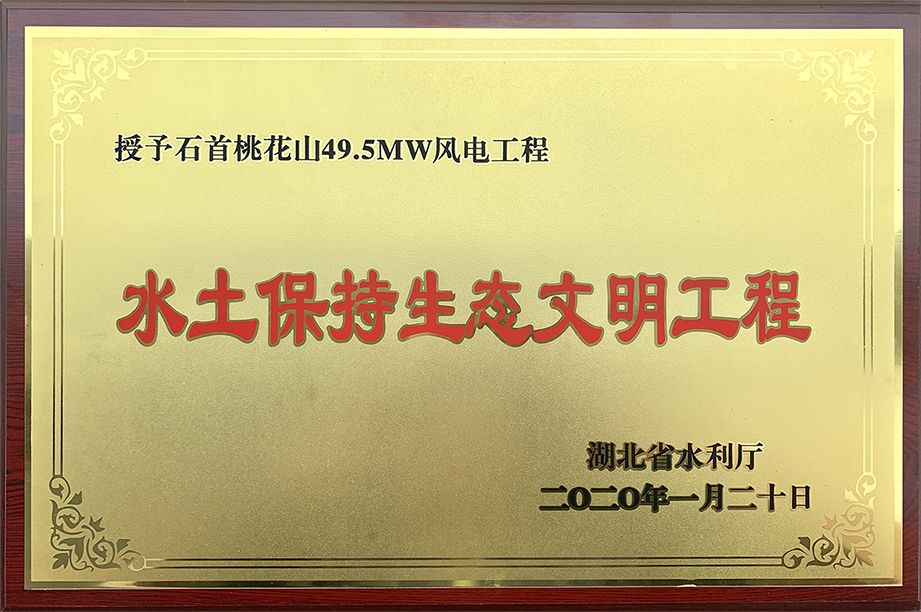 授予石首桃花山49.5MW风电工程
水土保持生态文明工程
湖北省水利厅
二〇二〇年一月二十日